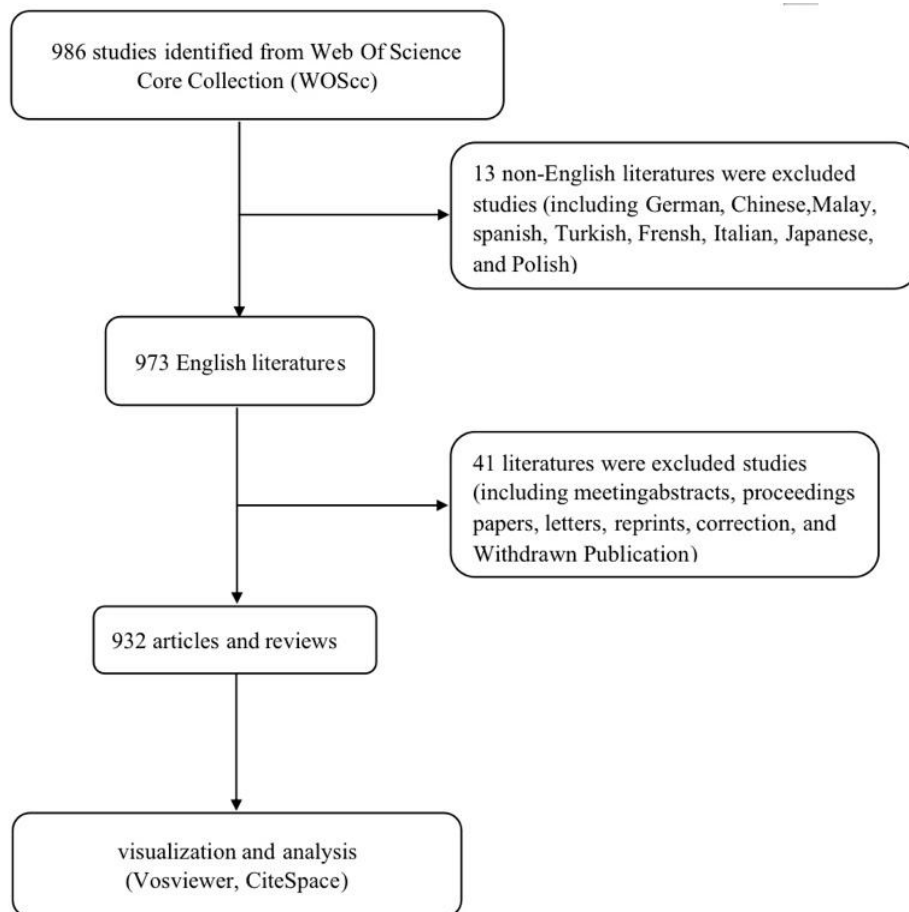 986 studies identified from Web Of Science
Core Collection (WOScc)
13 non-English literatures were excluded
studies (including German, Chinese,Malay,
spanish, Turkish, Frensh, Italian, Japanese,
and Polish)
973 English literatures
41 literatures were excluded studies
(including meetingabstracts, proceedings
papers, letters, reprints, correction, and
Withdrawn Publication)
932 articles and reviews
visualization and analysis
(Vosviewer, CiteSpace)